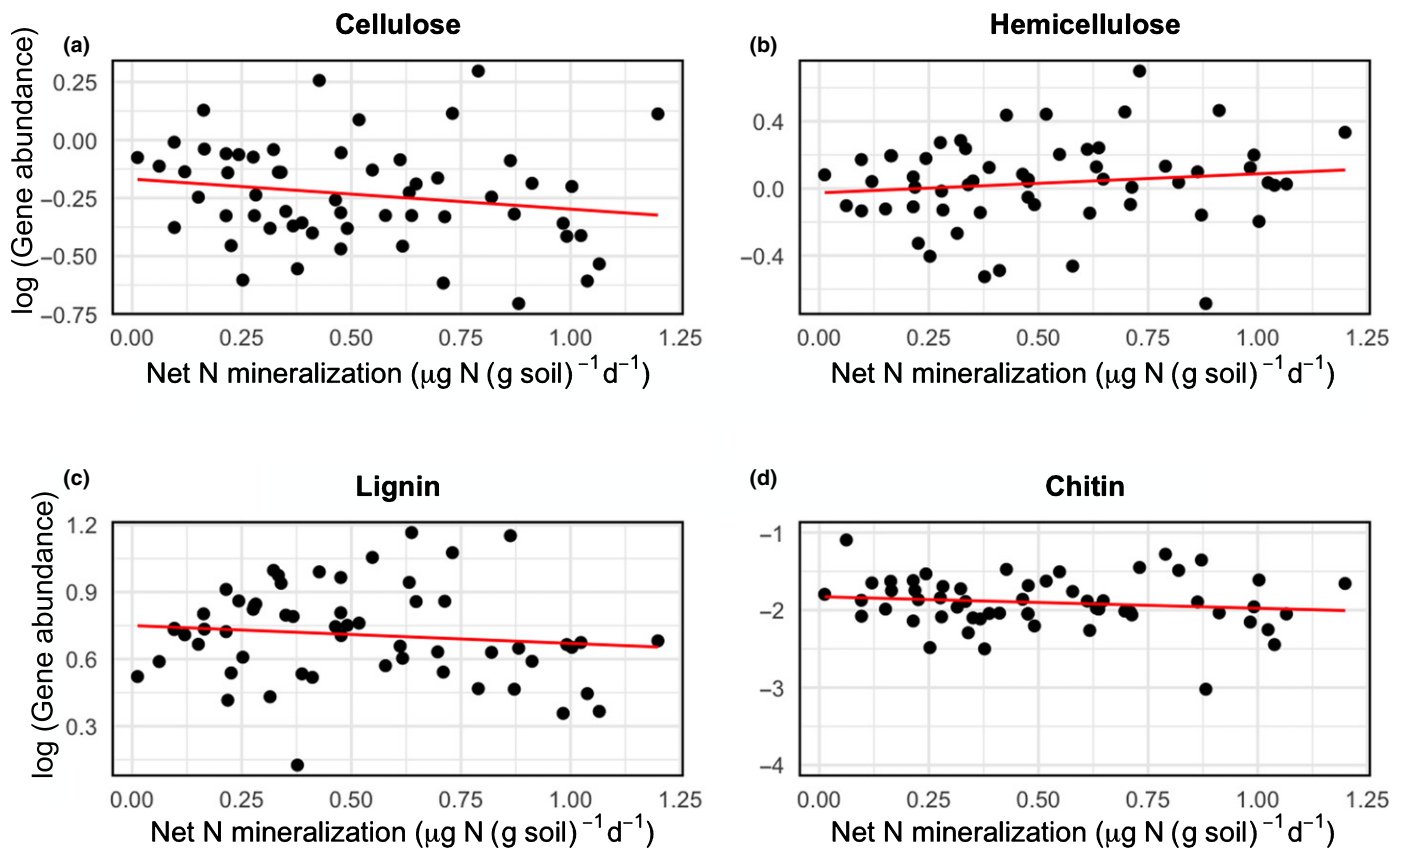 Cellulose
(a)
log (Gene abundance)
0.25
0.00
−0.25
−0.50
−0.75
0.00 0.25 0.50 0.75 1.00 1.25
Net N mineralization (μg N (g soil)⁻¹d⁻¹)
Hemicellulose
(b)
0.4
0.0
−0.4
0.00 0.25 0.50 0.75 1.00 1.25
Net N mineralization (μg N (g soil)⁻¹d⁻¹)
Lignin
(c)
log (Gene abundance)
1.2
0.9
0.6
0.3
0.00 0.25 0.50 0.75 1.00 1.25
Net N mineralization (μg N (g soil)⁻¹d⁻¹)
Chitin
(d)
−1
−2
−3
−4
0.00 0.25 0.50 0.75 1.00 1.25
Net N mineralization (μg N (g soil)⁻¹d⁻¹)